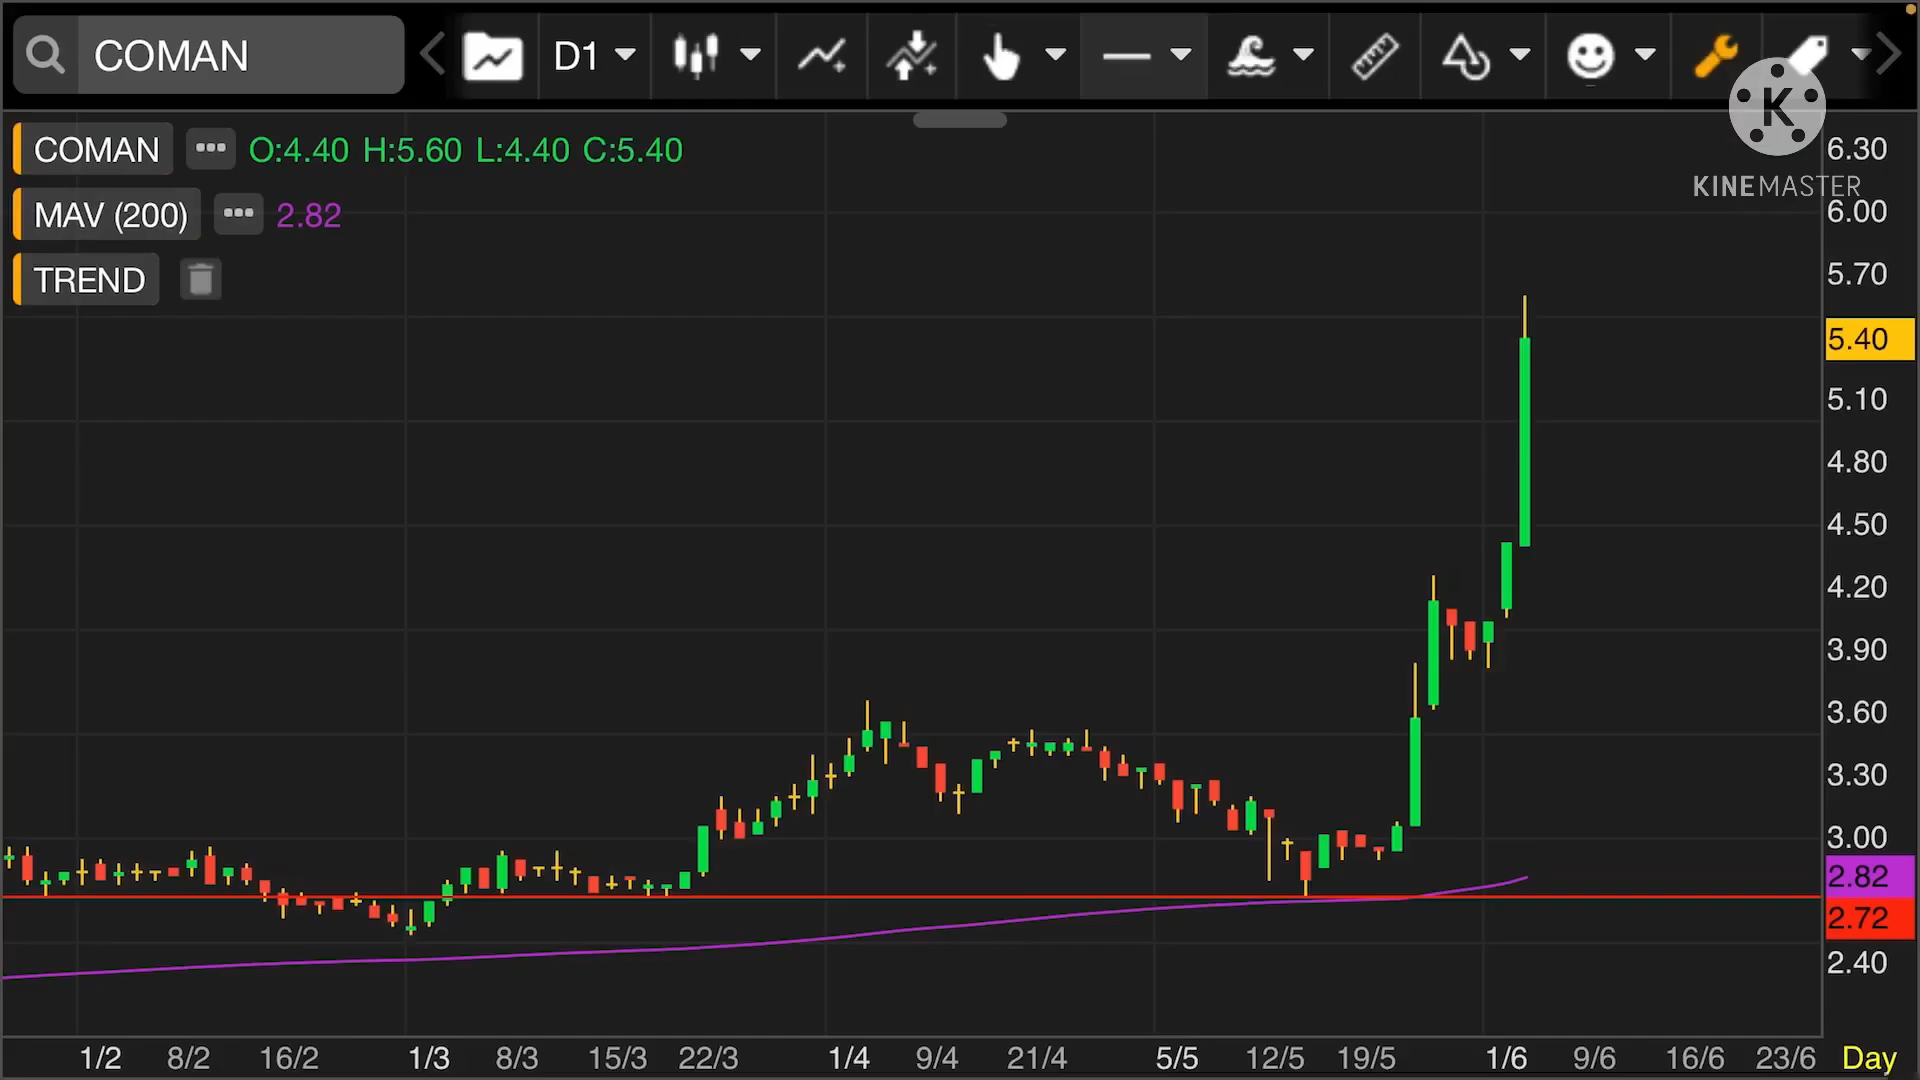 COMAN D1
COMAN ... O:4.40 H:5.60 L:4.40 C:5.40
MAV (200) ... 2.82
TREND
K
KINEMASTER
6.30
6.00
5.70
5.40
5.10
4.80
4.50
4.20
3.90
3.60
3.30
3.00
2.82
2.72
2.40
1/2 8/2 16/2 1/3 8/3 15/3 22/3 1/4 9/4 21/4 5/5 12/5 19/5 1/6 9/6 16/6 23/6 Day